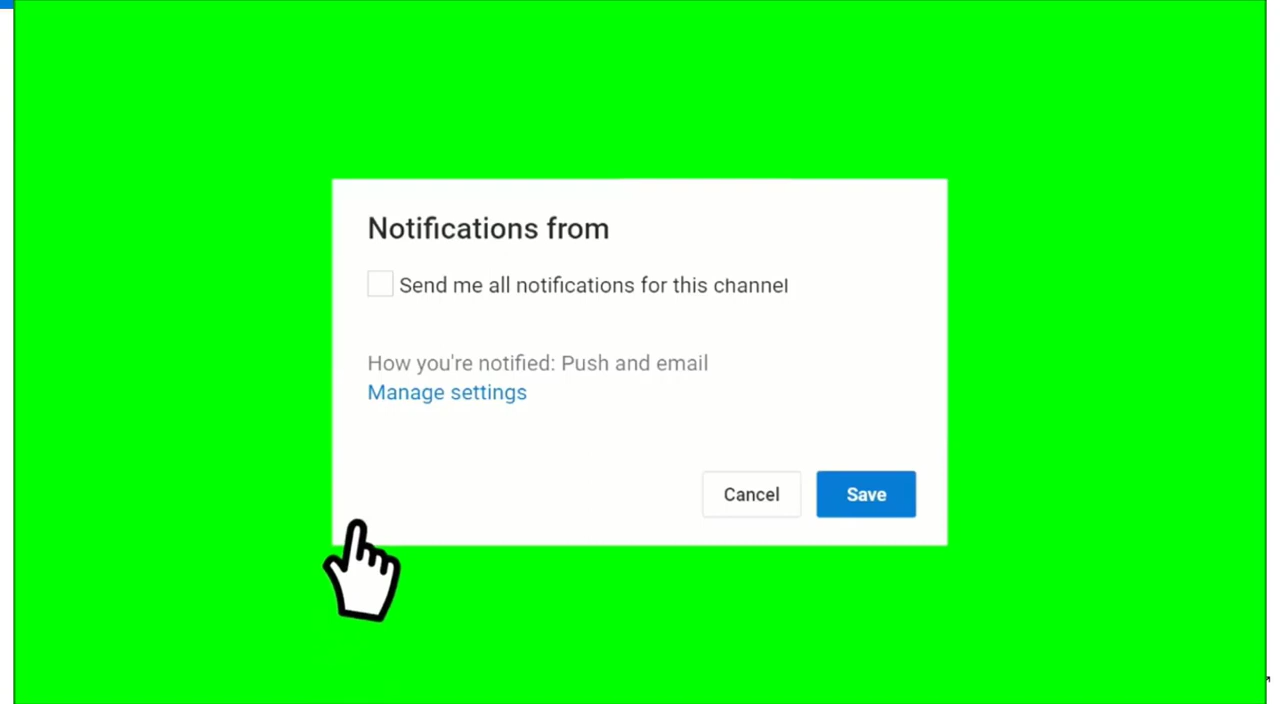 Notifications from
Send me all notifications for this channel
How you're notified: Push and email
Manage settings
Cancel Save